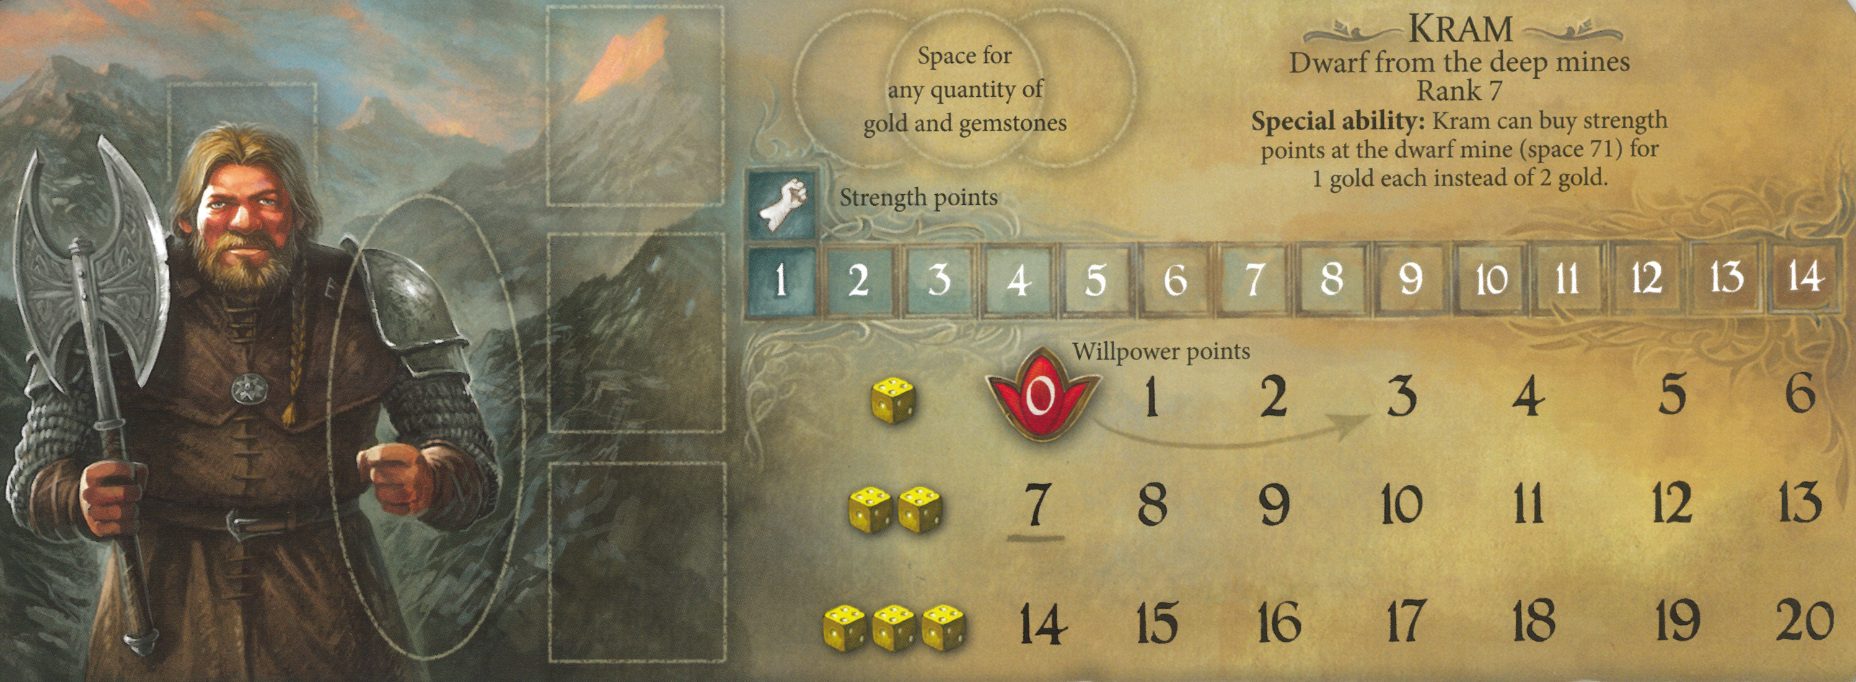 Space for
any quantity of
gold and gemstones
KRAM
Dwarf from the deep mines
Rank 7
Special ability: Kram can buy strength
points at the dwarf mine (space 71) for
1 gold each instead of 2 gold.
Strength points
1 2 3 4 5 6 7 8 9 10 11 12 13 14
Willpower points
0 1 2 3 4 5 6
7 8 9 10 11 12 13
14 15 16 17 18 19 20